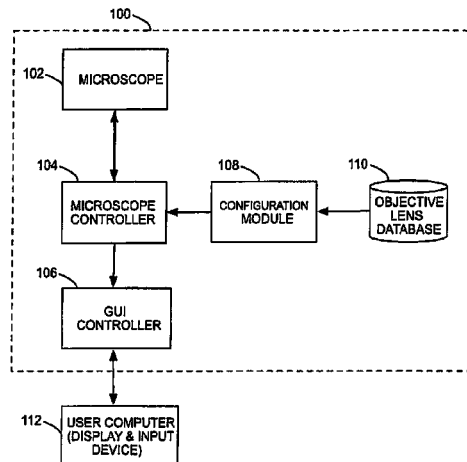 100
102
MICROSCOPE
104
MICROSCOPE
CONTROLLER
108
CONFIGURATION
MODULE
110
OBJECTIVE
LENS
DATABASE
106
GUI
CONTROLLER
112
USER COMPUTER
(DISPLAY & INPUT
DEVICE)